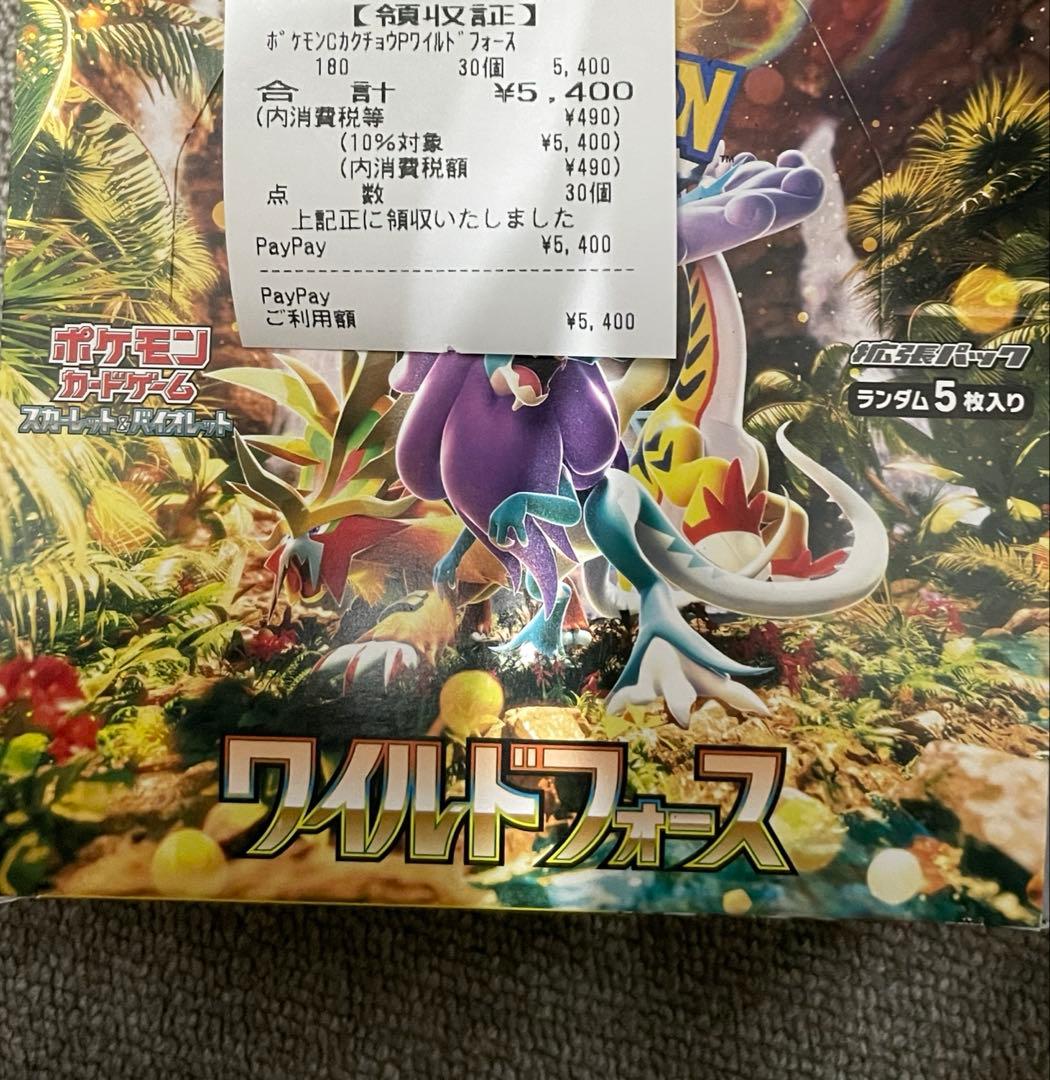 【領収証】
ポケモンCカクチョウPワイルドフォース
180 30個 5,400
合 計 ¥5,400
(内消費税等 ¥490)
(10%対象 ¥5,400)
(内消費税額 ¥490)
点 数 30個
上記正に領収いたしました
PayPay ¥5,400
PayPay
ご利用額 ¥5,400
ON
TM
ポケモン
カードゲーム
スカーレット&バイオレット
拡張パック
ランダム5枚入り
ワイルドフォース